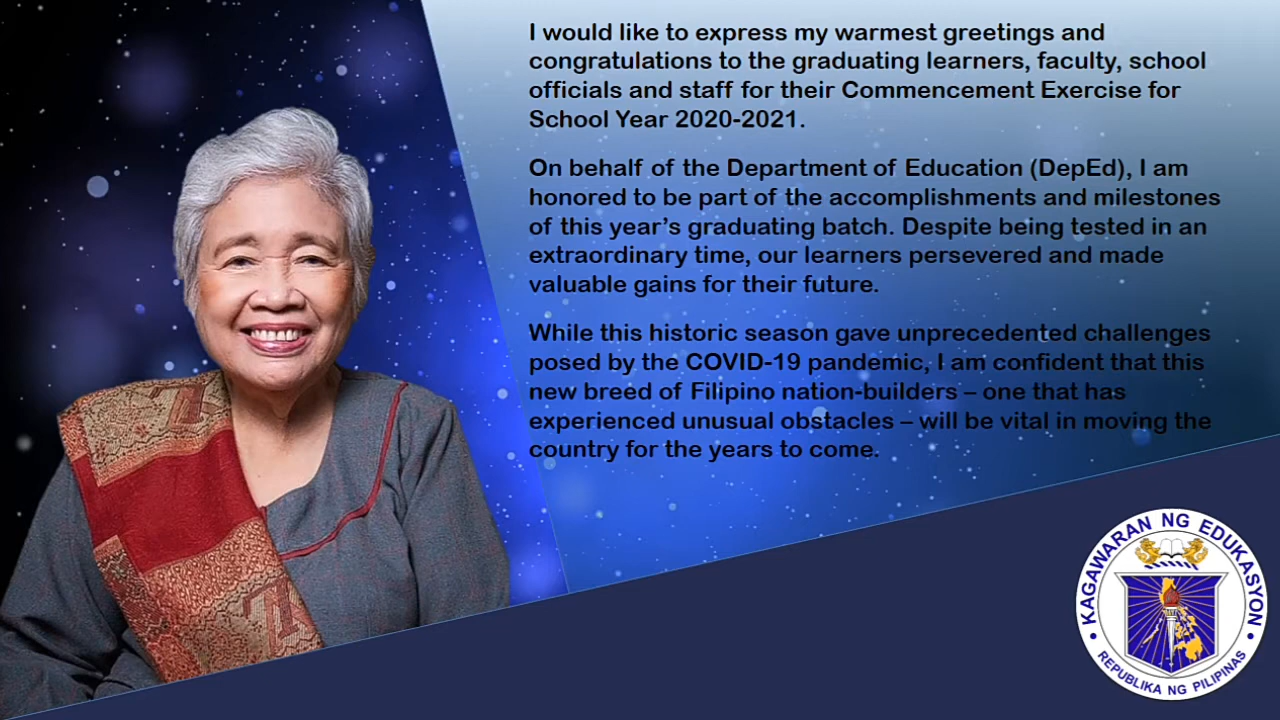 I would like to express my warmest greetings and
congratulations to the graduating learners, faculty, school
officials and staff for their Commencement Exercise for
School Year 2020-2021.
On behalf of the Department of Education (DepEd), I am
honored to be part of the accomplishments and milestones
of this year's graduating batch. Despite being tested in an
extraordinary time, our learners persevered and made
valuable gains for their future.
While this historic season gave unprecedented challenges
posed by the COVID-19 pandemic, I am confident that this
new breed of Filipino nation-builders – one that has
experienced unusual obstacles – will be vital in moving the
country for the years to come.
KAGAWARAN NG EDUKASYON
REPUBLIKA NG PILIPINAS